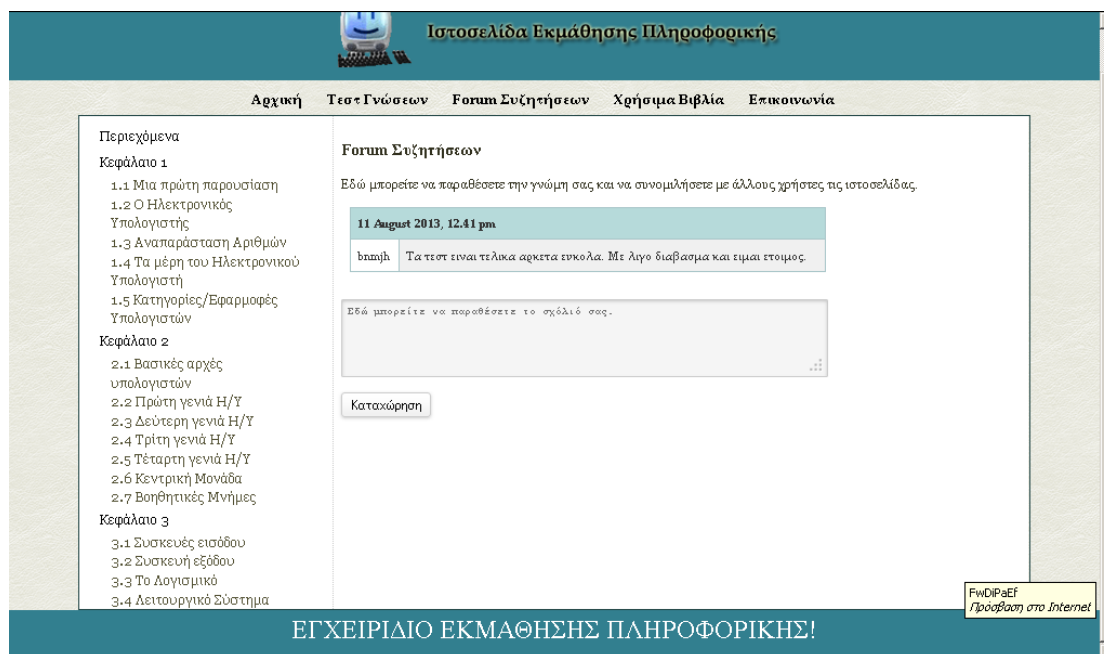 Ιστοσελίδα Εκμάθησης Πληροφορικής
Αρχική Τεστ Γνώσεων Forum Συζητήσεων Χρήσιμα Βιβλία Επικοινωνία
Περιεχόμενα
Κεφάλαιο 1
1.1 Μια πρώτη παρουσίαση
1.2 Ο Ηλεκτρονικός
Υπολογιστής
1.3 Αναπαράσταση Αριθμών
1.4 Τα μέρη του Ηλεκτρονικού
Υπολογιστή
1.5 Κατηγορίες/Εφαρμοφές
Υπολογιστών
Κεφάλαιο 2
2.1 Βασικές αρχές
υπολογιστών
2.2 Πρώτη γενιά Η/Υ
2.3 Δεύτερη γενιά Η/Υ
2.4 Τρίτη γενιά Η/Υ
2.5 Τέταρτη γενιά Η/Υ
2.6 Κεντρική Μονάδα
2.7 Βοηθητικές Μνήμες
Κεφάλαιο 3
3.1 Συσκευές εισόδου
3.2 Συσκευή εξόδου
3.3 Το Λογισμικό
3.4 Λειτουργικό Σύστημα
Forum Συζητήσεων
Εδώ μπορείτε να παραθέσετε την γνώμη σας και να συνομιλήσετε με άλλους χρήστες τις ιστοσελίδας.
11 August 2013, 12.41 pm
bnmjh Τα τεστ ειναι τελικα αρκετα ευκολα. Με λιγο διαβασμα και ειμαι ετοιμος.
Εδώ μπορείτε να παραθέσετε το σχόλιό σας.
Καταχώρηση
FwDiPaEf
Πρόσβαση στο Internet
ΕΓΧΕΙΡΙΔΙΟ ΕΚΜΑΘΗΣΗΣ ΠΛΗΡΟΦΟΡΙΚΗΣ!